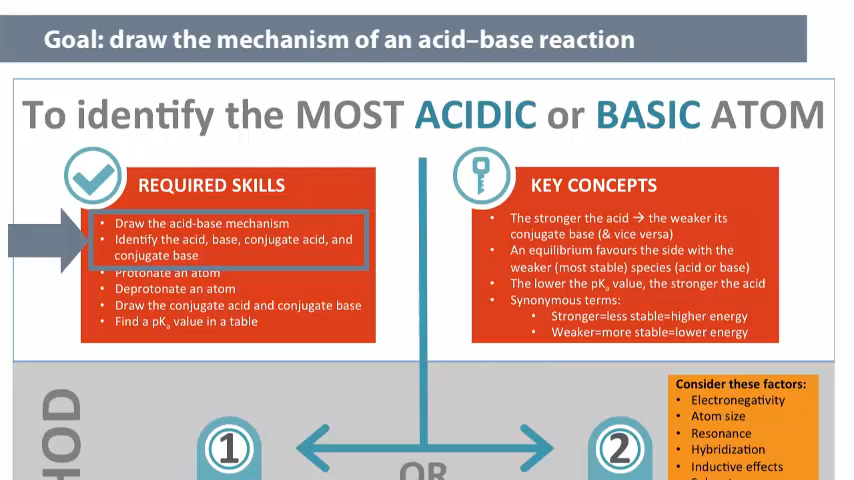 Goal: draw the mechanism of an acid–base reaction
To identify the MOST ACIDIC or BASIC ATOM
REQUIRED SKILLS
• Draw the acid-base mechanism
• Identify the acid, base, conjugate acid, and
conjugate base
• Protonate an atom
• Deprotonate an atom
• Draw the conjugate acid and conjugate base
• Find a pKa value in a table
KEY CONCEPTS
• The stronger the acid → the weaker its
conjugate base (& vice versa)
• An equilibrium favours the side with the
weaker (most stable) species (acid or base)
• The lower the pKa value, the stronger the acid
• Synonymous terms:
• Stronger=less stable=higher energy
• Weaker=more stable=lower energy
HOD
1
OR
2
Consider these factors:
• Electronegativity
• Atom size
• Resonance
• Hybridization
• Inductive effects